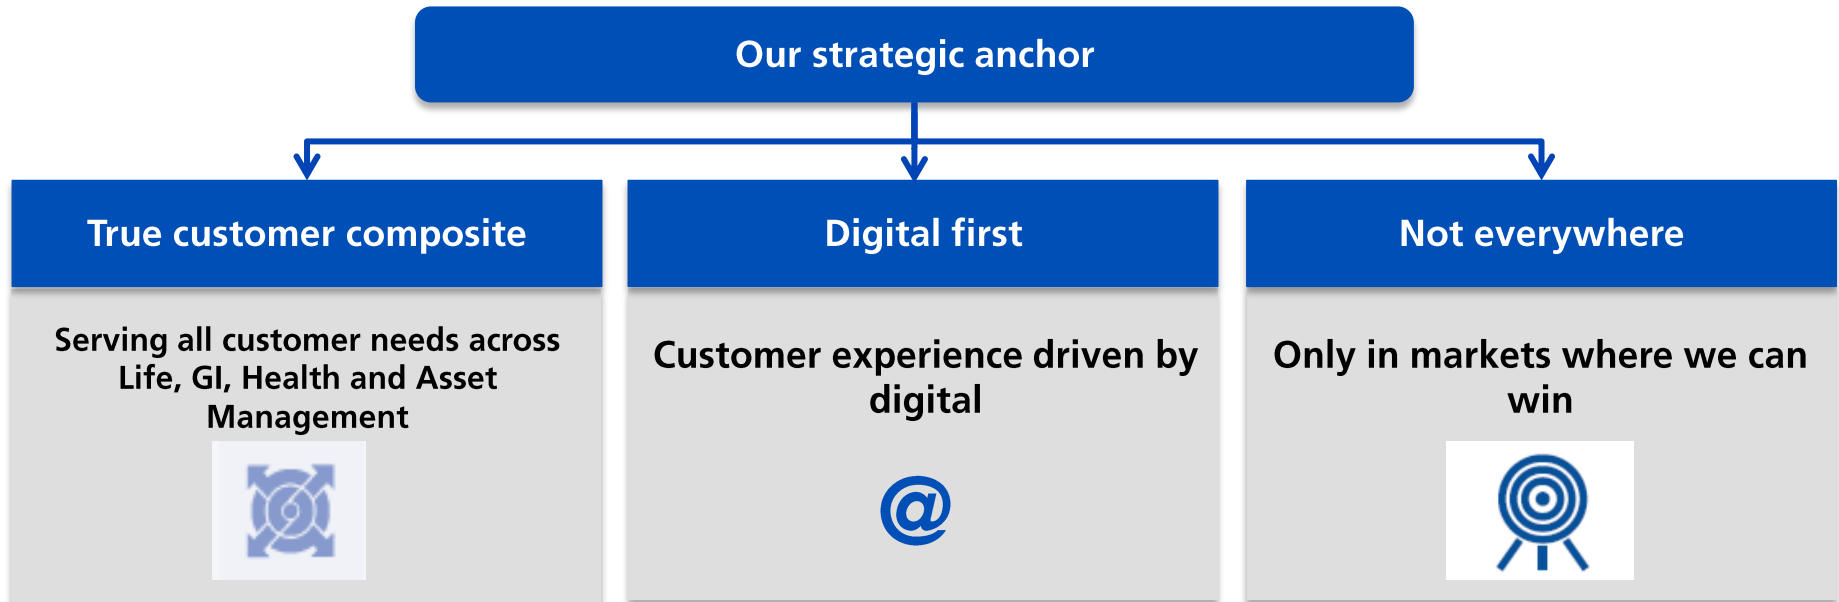 Our strategic anchor
True customer composite
Serving all customer needs across
Life, GI, Health and Asset
Management
Digital first
Customer experience driven by
digital
@
Not everywhere
Only in markets where we can
win